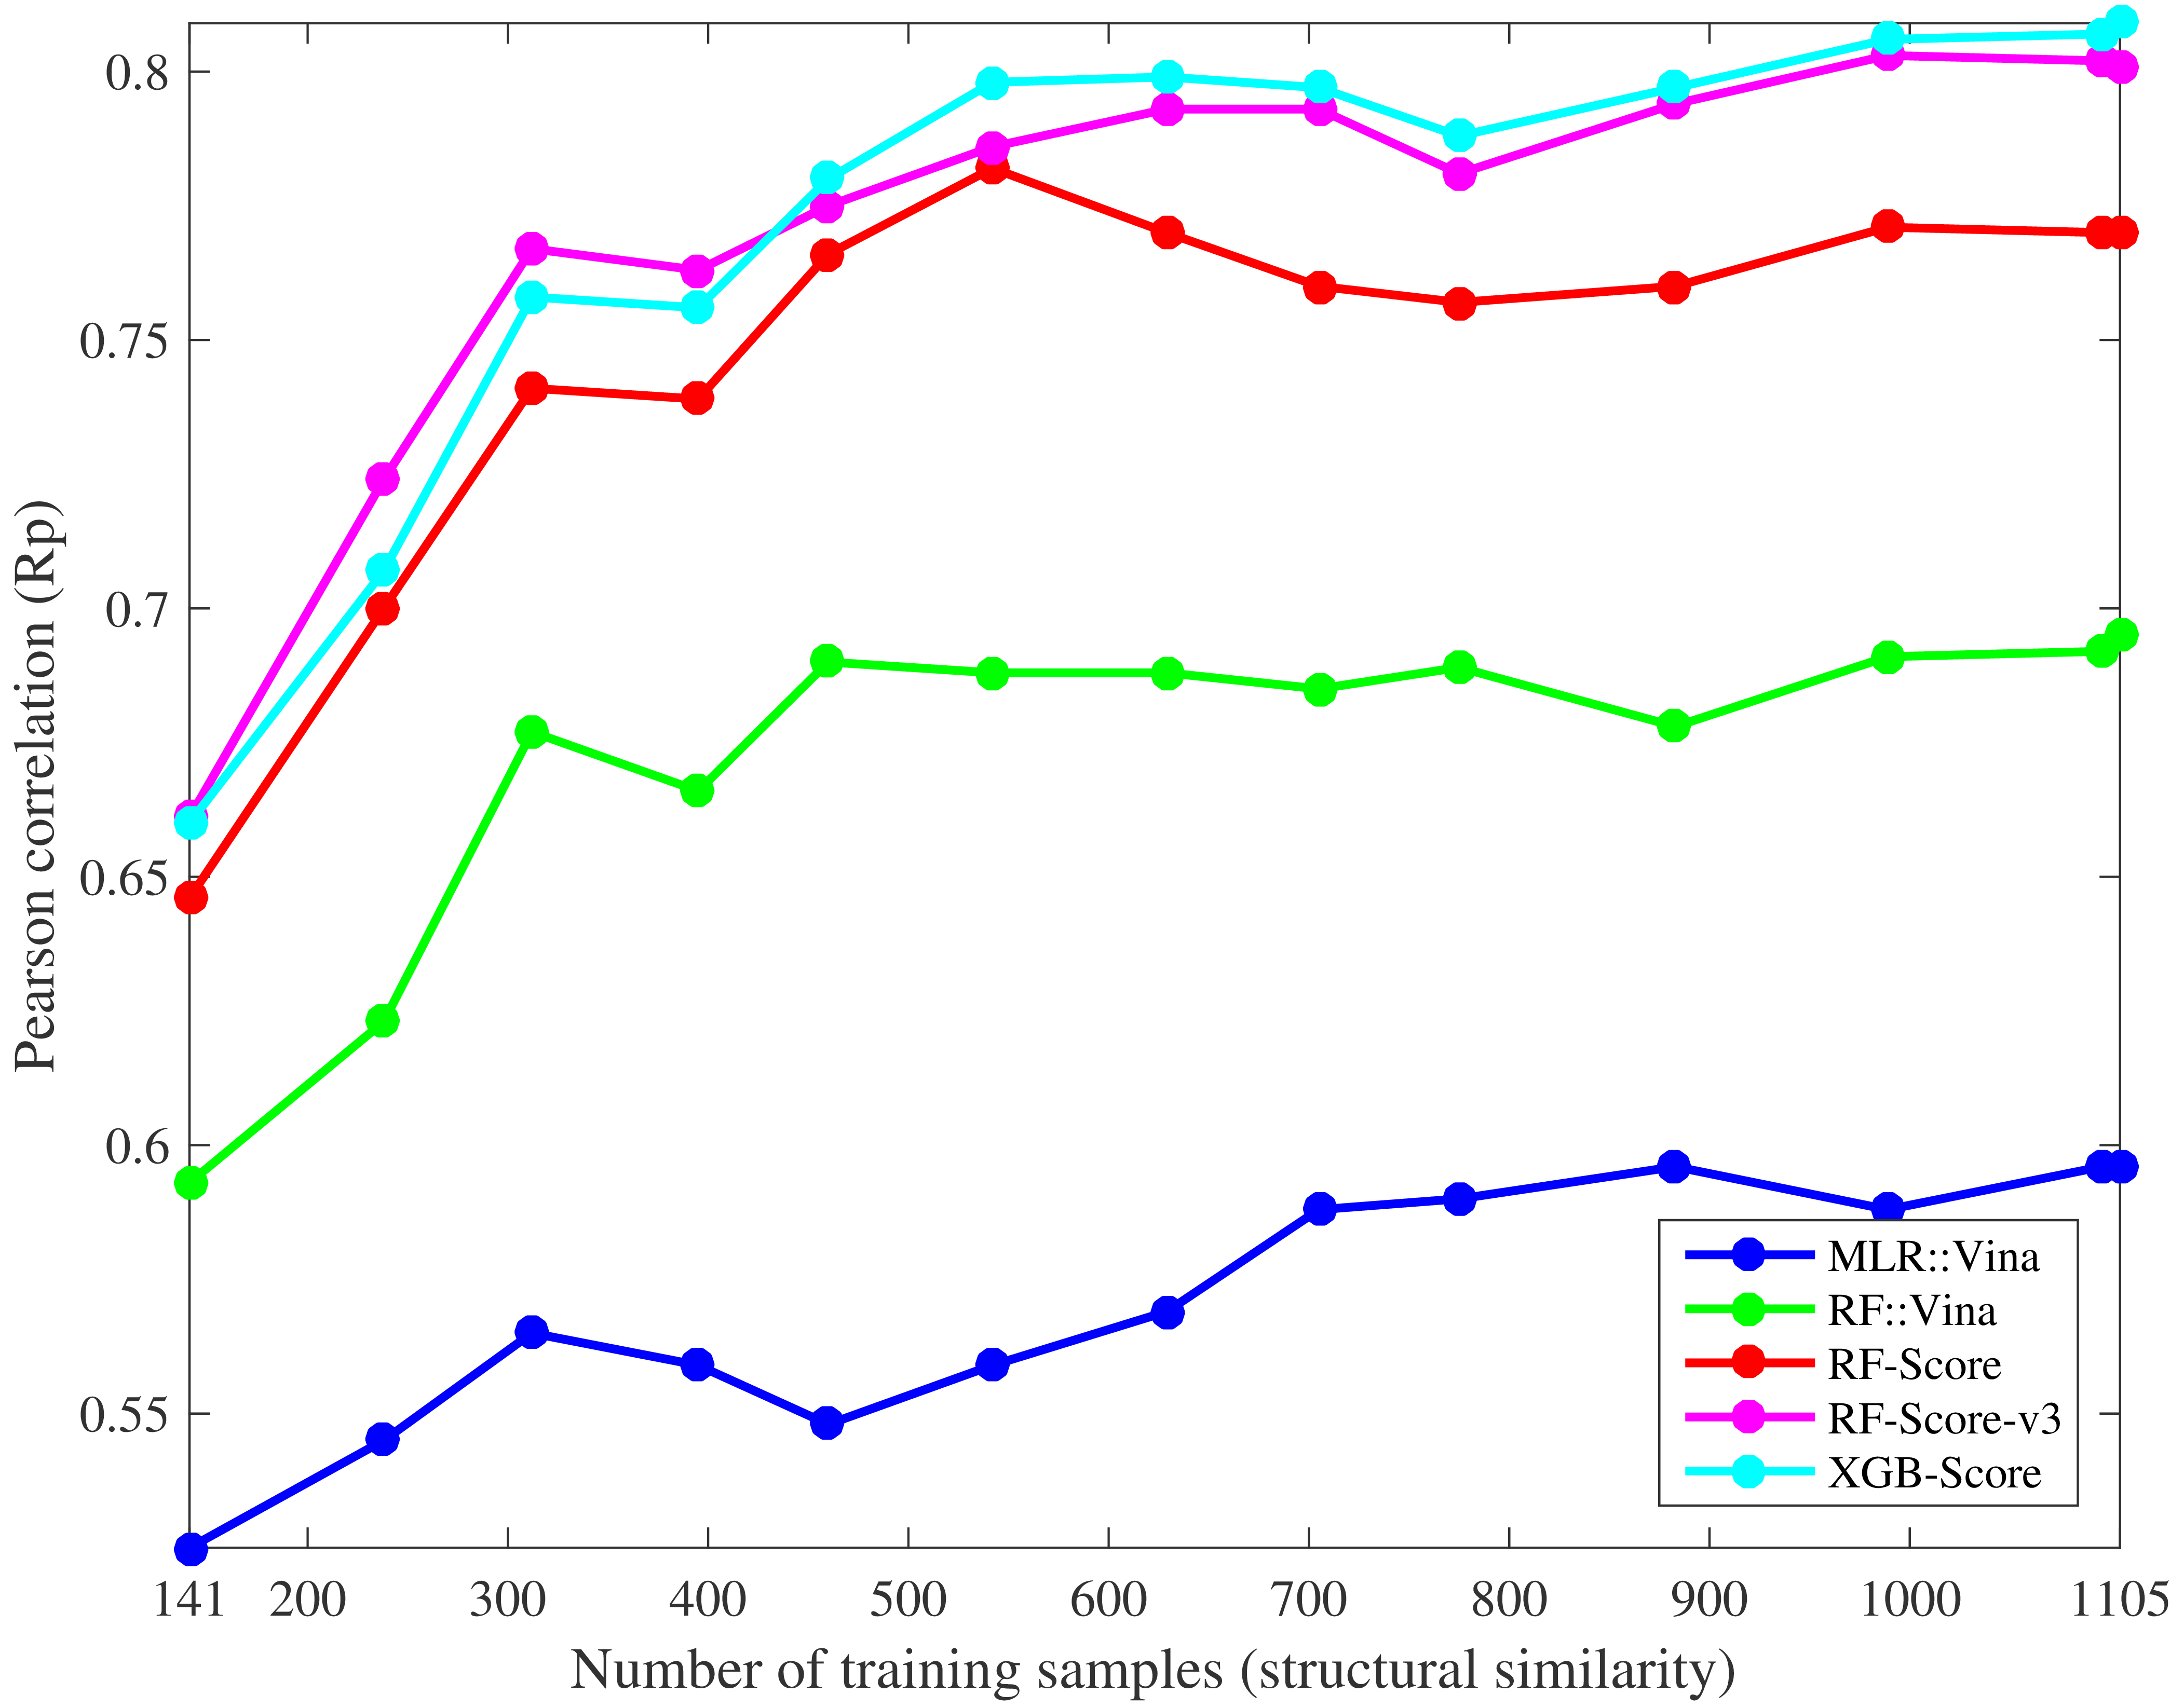 0.8
0.75
0.7
0.65
0.6
0.55
Pearson correlation (Rp)
141 200 300 400 500 600 700 800 900 1000 1105
Number of training samples (structural similarity)
MLR::Vina
RF::Vina
RF-Score
RF-Score-v3
XGB-Score